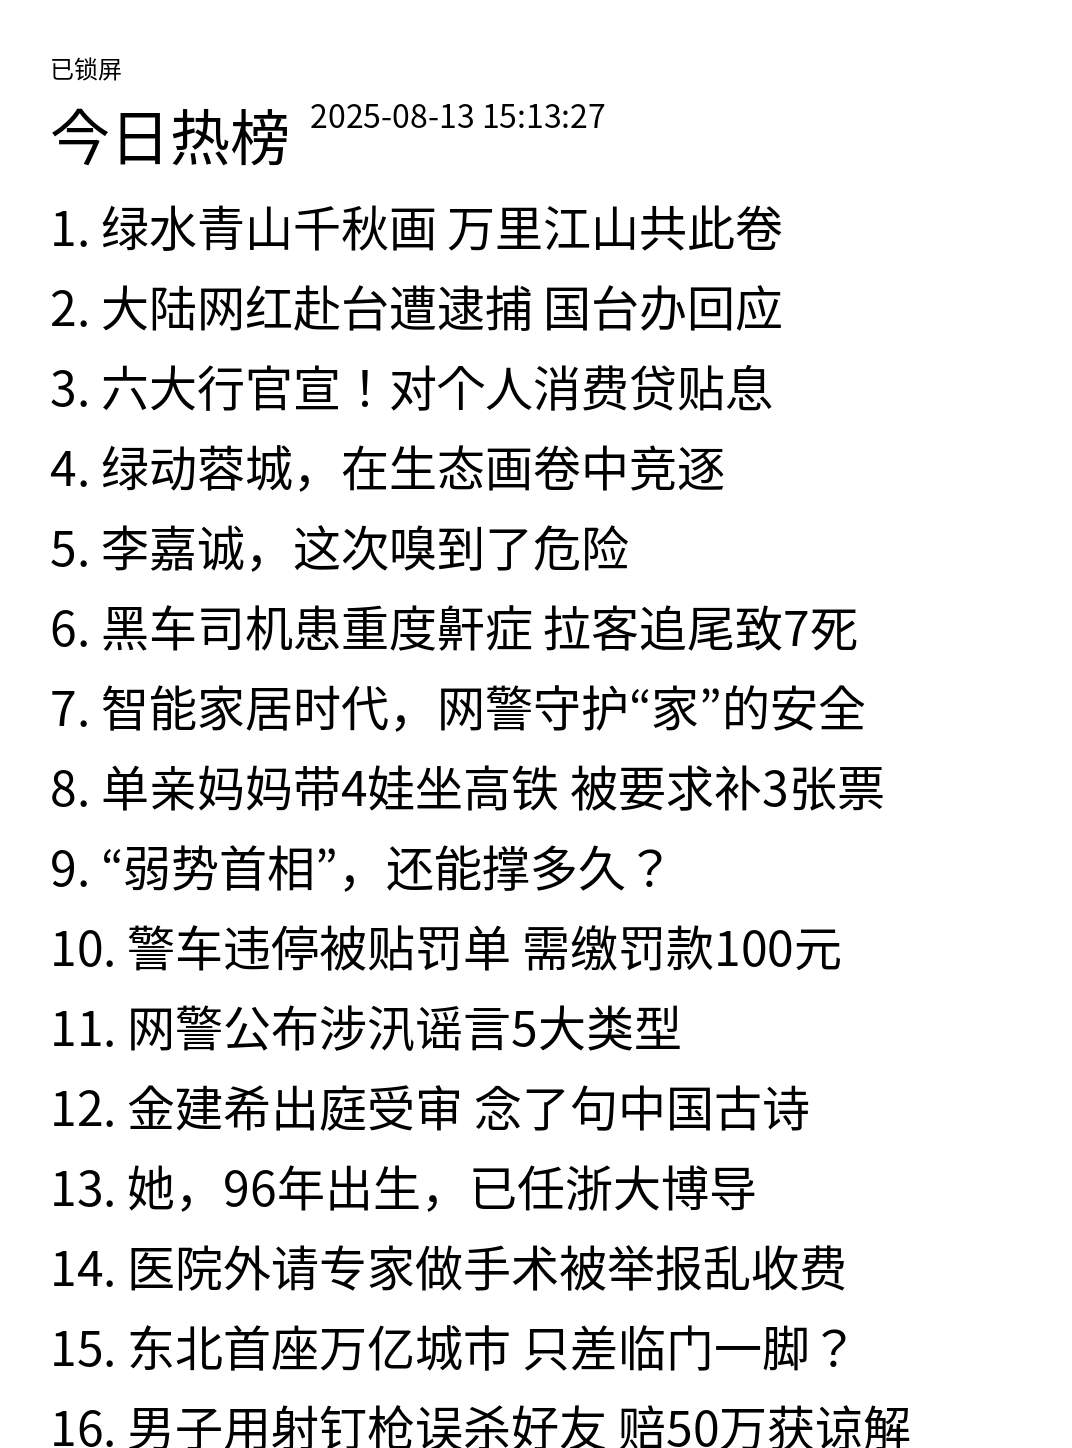 已锁屏
今日热榜 2025-08-13 15:13:27
1. 绿水青山千秋画 万里江山共此卷
2. 大陆网红赴台遭逮捕 国台办回应
3. 六大行官宣！对个人消费贷贴息
4. 绿动蓉城，在生态画卷中竞逐
5. 李嘉诚，这次嗅到了危险
6. 黑车司机患重度鼾症 拉客追尾致7死
7. 智能家居时代，网警守护“家”的安全
8. 单亲妈妈带4娃坐高铁 被要求补3张票
9. “弱势首相”，还能撑多久？
10. 警车违停被贴罚单 需缴罚款100元
11. 网警公布涉汛谣言5大类型
12. 金建希出庭受审 念了句中国古诗
13. 她，96年出生，已任浙大博导
14. 医院外请专家做手术被举报乱收费
15. 东北首座万亿城市 只差临门一脚？
16. 男子用射钉枪误杀好友 赔50万获谅解